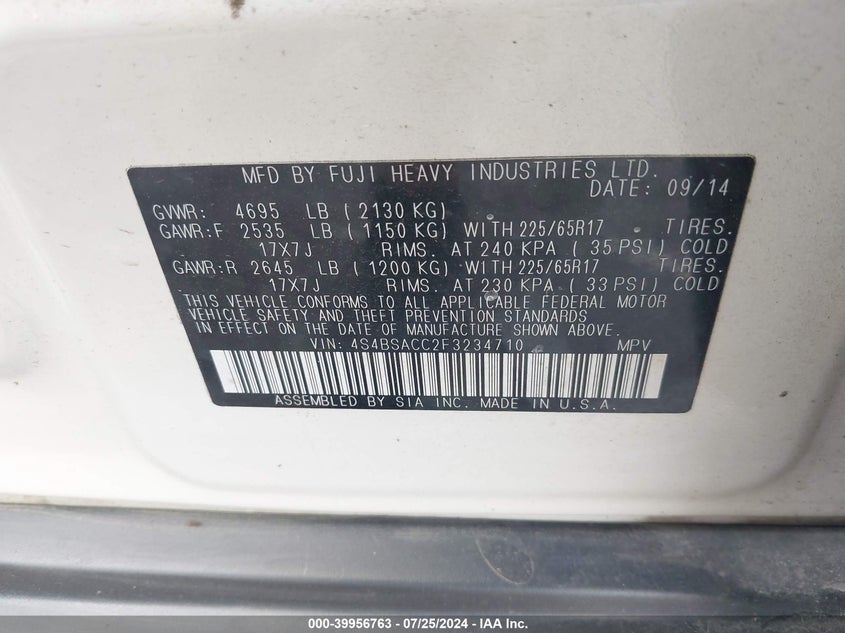 MFD BY FUJI HEAVY INDUSTRIES LTD.
DATE: 09/14
GVWR: 4695 LB ( 2130 KG)
GAWR:F 2535 LB ( 1150 KG) WITH 225/65R17 TIRES.
17X7J RIMS. AT 240 KPA ( 35 PSI) COLD
GAWR:R 2645 LB ( 1200 KG) WITH 225/65R17 TIRES.
17X7J RIMS. AT 230 KPA ( 33 PSI) COLD
THIS VEHICLE CONFORMS TO ALL APPLICABLE FEDERAL MOTOR
VEHICLE SAFETY AND THEFT PREVENTION STANDARDS
IN EFFECT ON THE DATE OF MANUFACTURE SHOWN ABOVE.
VIN: 4S4BSACC2F3234710 MPV
ASSEMBLED BY SIA INC. MADE IN U.S.A.
000-39956763 - 07/25/2024 - IAA Inc.